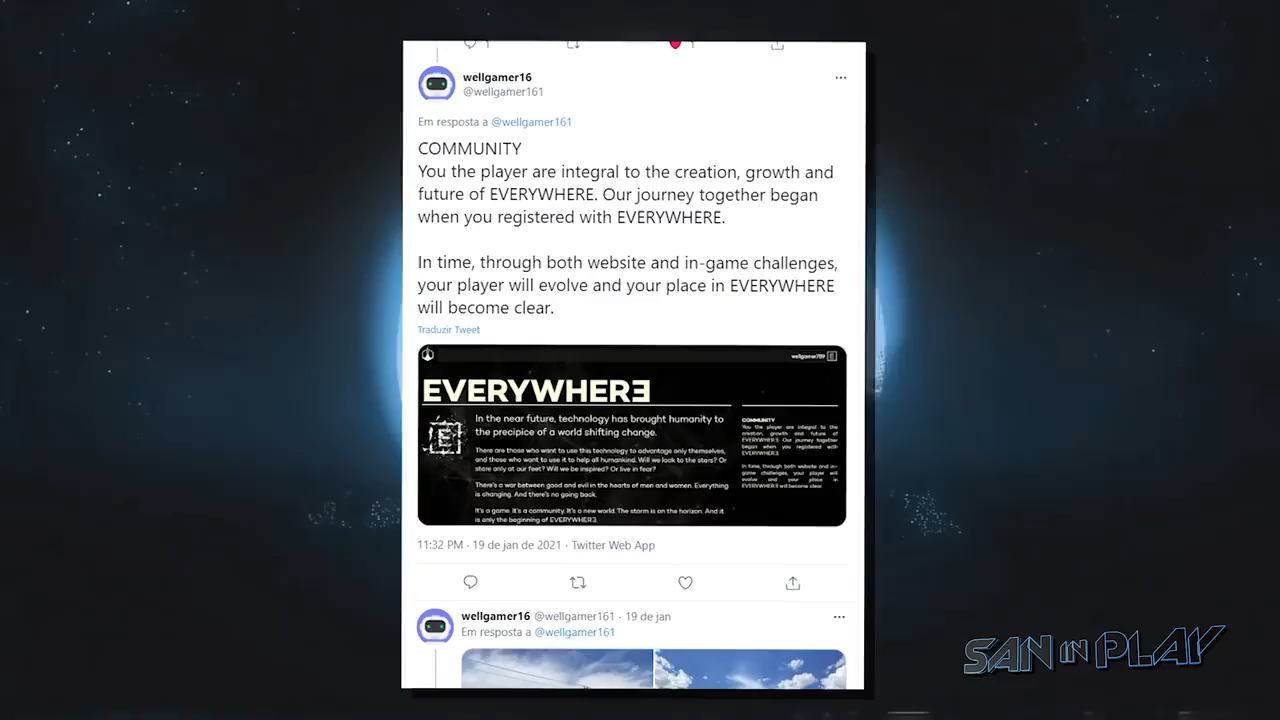 1
1
wellgamer16
@wellgamer161
Em resposta a @wellgamer161
COMMUNITY
You the player are integral to the creation, growth and
future of EVERYWHERE. Our journey together began
when you registered with EVERYWHERE.
In time, through both website and in-game challenges,
your player will evolve and your place in EVERYWHERE
will become clear.
Traduzir Tweet
wellgamer789 E
EVERYWHERƎ
E
In the near future, technology has brought humanity to
the precipice of a world shifting change.
There are those who want to use this technology to advantage only themselves,
and those who want to use it to help all humankind. Will we look to the stars? Or
stare only at our feet? Will we be inspired? Or live in fear?
There's a war between good and evil in the hearts of men and women. Everything
is changing. And there's no going back.
It's a game. It's a community. It's a new world. The storm is on the horizon. And it
is only the beginning of EVERYWHERƎ.
COMMUNITY
You the player are integral to the
creation, growth and future of
EVERYWHERƎ. Our journey together
began when you registered with
EVERYWHERƎ.
In time, through both website and in-
game challenges, your player will
evolve and your place in
EVERYWHERƎ will become clear.
11:32 PM · 19 de jan de 2021 · Twitter Web App
wellgamer16 @wellgamer161 · 19 de jan
Em resposta a @wellgamer161
SAN IN PLAY